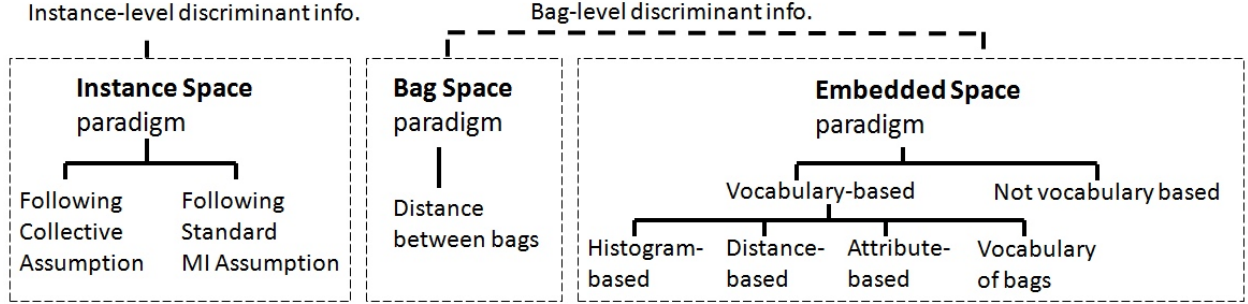 Instance-level discriminant info.
Bag-level discriminant info.
Instance Space
paradigm
Following
Collective
Assumption
Following
Standard
MI Assumption
Bag Space
paradigm
Distance
between bags
Embedded Space
paradigm
Vocabulary-based
Not vocabulary based
Histogram-
based
Distance-
based
Attribute-
based
Vocabulary
of bags